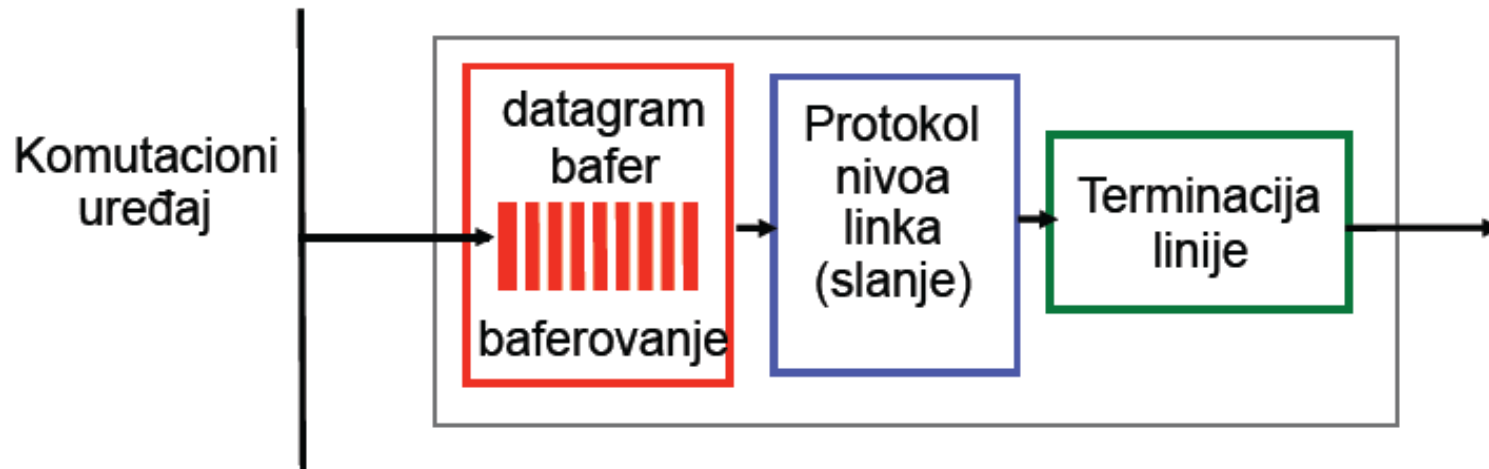 Komutacioni
uređaj
datagram
bafer
baferovanje
Protokol
nivoa
linka
(slanje)
Terminacija
linije